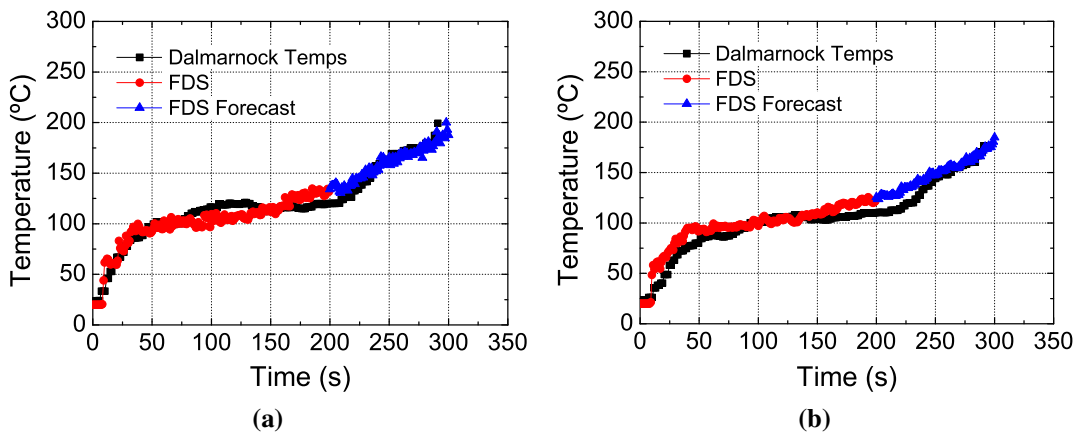 300
250
200
150
100
50
0
Temperature (ºC)
Dalmarnock Temps
FDS
FDS Forecast
0 50 100 150 200 250 300 350
Time (s)
(a)
300
250
200
150
100
50
0
Temperature (ºC)
Dalmarnock Temps
FDS
FDS Forecast
0 50 100 150 200 250 300 350
Time (s)
(b)